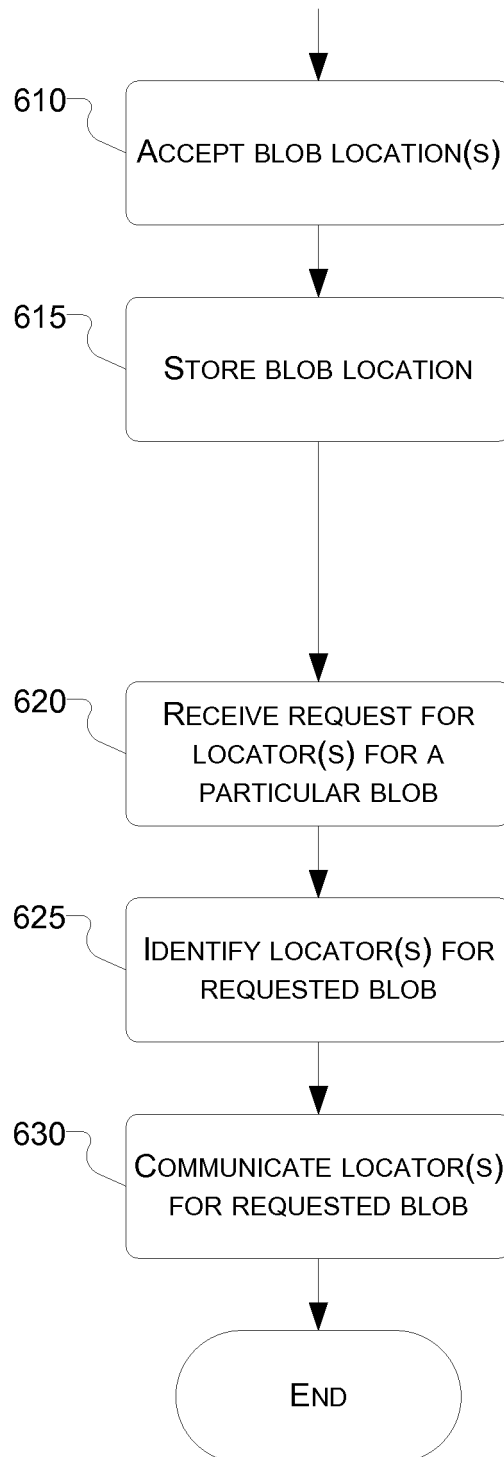 610
ACCEPT BLOB LOCATION(S)
615
STORE BLOB LOCATION
620
RECEIVE REQUEST FOR
LOCATOR(S) FOR A
PARTICULAR BLOB
625
IDENTIFY LOCATOR(S) FOR
REQUESTED BLOB
630
COMMUNICATE LOCATOR(S)
FOR REQUESTED BLOB
END